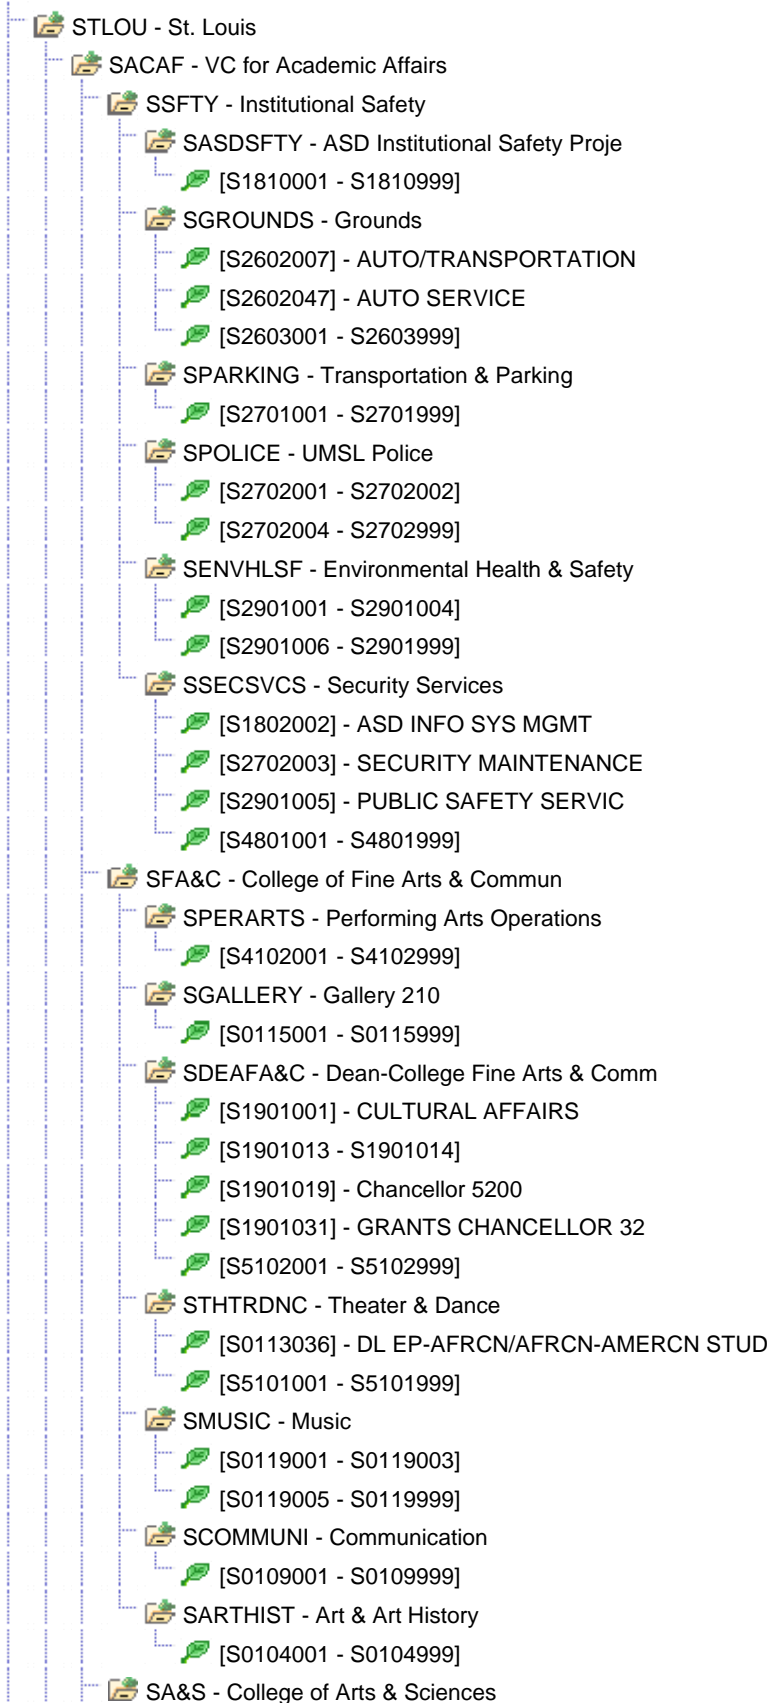 STLOU - St. Louis
SACAF - VC for Academic Affairs
SSFTY - Institutional Safety
SASDSFTY - ASD Institutional Safety Proje
[S1810001 - S1810999]
SGROUNDS - Grounds
[S2602007] - AUTO/TRANSPORTATION
[S2602047] - AUTO SERVICE
[S2603001 - S2603999]
SPARKING - Transportation & Parking
[S2701001 - S2701999]
SPOLICE - UMSL Police
[S2702001 - S2702002]
[S2702004 - S2702999]
SENVHLSF - Environmental Health & Safety
[S2901001 - S2901004]
[S2901006 - S2901999]
SSECSVCS - Security Services
[S1802002] - ASD INFO SYS MGMT
[S2702003] - SECURITY MAINTENANCE
[S2901005] - PUBLIC SAFETY SERVIC
[S4801001 - S4801999]
SFA&C - College of Fine Arts & Commun
SPERARTS - Performing Arts Operations
[S4102001 - S4102999]
SGALLERY - Gallery 210
[S0115001 - S0115999]
SDEAFA&C - Dean-College Fine Arts & Comm
[S1901001] - CULTURAL AFFAIRS
[S1901013 - S1901014]
[S1901019] - Chancellor 5200
[S1901031] - GRANTS CHANCELLOR 32
[S5102001 - S5102999]
STHTRDNC - Theater & Dance
[S0113036] - DL EP-AFRCN/AFRCN-AMERCN STUD
[S5101001 - S5101999]
SMUSIC - Music
[S0119001 - S0119003]
[S0119005 - S0119999]
SCOMMUNI - Communication
[S0109001 - S0109999]
SARTHIST - Art & Art History
[S0104001 - S0104999]
SA&S - College of Arts & Sciences